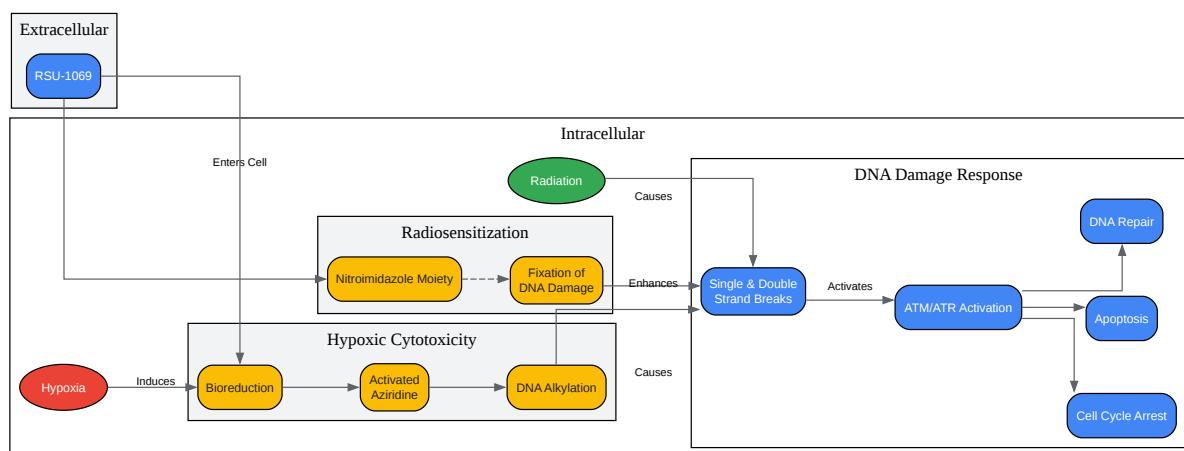 Extracellular
RSU-1069
Intracellular
Enters Cell
Radiation
Causes
DNA Damage Response
DNA Repair
Radiosensitization
Nitroimidazole Moiety
Fixation of
DNA Damage
Enhances
Single & Double
Strand Breaks
Activates
ATM/ATR Activation
Apoptosis
Hypoxic Cytotoxicity
Hypoxia
Induces
Bioreduction
Activated
Aziridine
DNA Alkylation
Causes
Cell Cycle Arrest